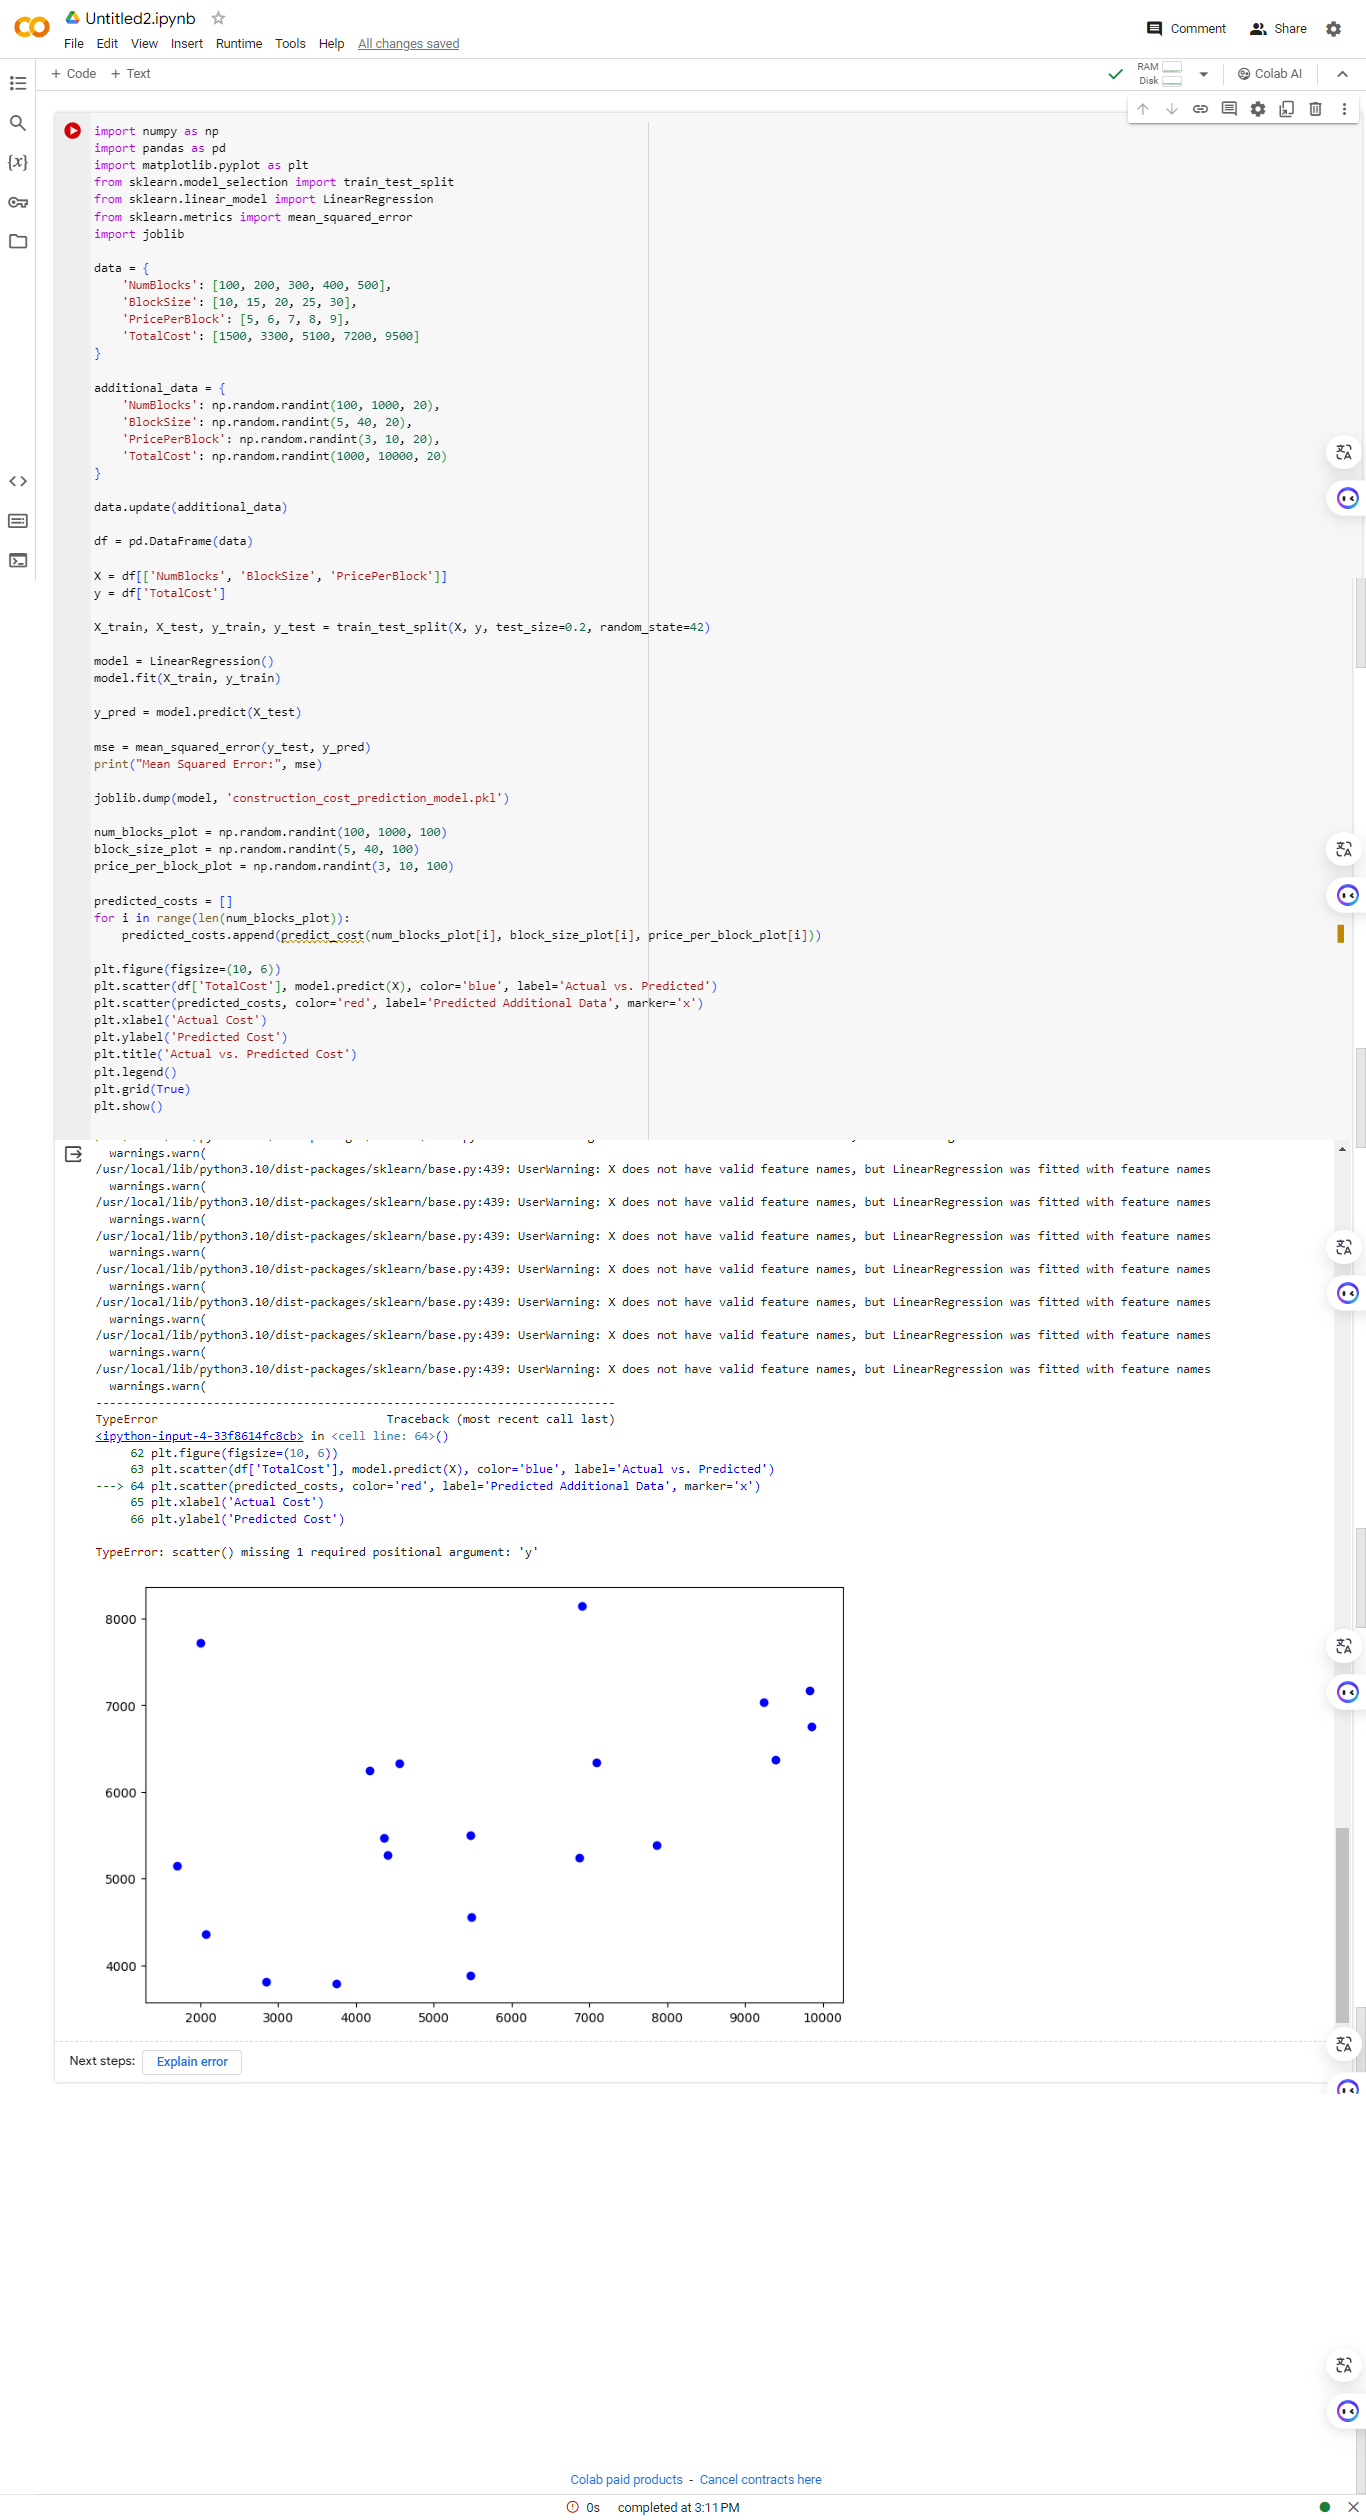 Untitled2.ipynb
File Edit View Insert Runtime Tools Help All changes saved
Comment Share
+ Code + Text
RAM
Disk
Colab AI
import numpy as np
import pandas as pd
import matplotlib.pyplot as plt
from sklearn.model_selection import train_test_split
from sklearn.linear_model import LinearRegression
from sklearn.metrics import mean_squared_error
import joblib
data = {
'NumBlocks': [100, 200, 300, 400, 500],
'BlockSize': [10, 15, 20, 25, 30],
'PricePerBlock': [5, 6, 7, 8, 9],
'TotalCost': [1500, 3300, 5100, 7200, 9500]
}
additional_data = {
'NumBlocks': np.random.randint(100, 1000, 20),
'BlockSize': np.random.randint(5, 40, 20),
'PricePerBlock': np.random.randint(3, 10, 20),
'TotalCost': np.random.randint(1000, 10000, 20)
}
data.update(additional_data)
df = pd.DataFrame(data)
X = df[['NumBlocks', 'BlockSize', 'PricePerBlock']]
y = df['TotalCost']
X_train, X_test, y_train, y_test = train_test_split(X, y, test_size=0.2, random_state=42)
model = LinearRegression()
model.fit(X_train, y_train)
y_pred = model.predict(X_test)
mse = mean_squared_error(y_test, y_pred)
print("Mean Squared Error:", mse)
joblib.dump(model, 'construction_cost_prediction_model.pkl')
num_blocks_plot = np.random.randint(100, 1000, 100)
block_size_plot = np.random.randint(5, 40, 100)
price_per_block_plot = np.random.randint(3, 10, 100)
predicted_costs = []
for i in range(len(num_blocks_plot)):
predicted_costs.append(predict_cost(num_blocks_plot[i], block_size_plot[i], price_per_block_plot[i]))
plt.figure(figsize=(10, 6))
plt.scatter(df['TotalCost'], model.predict(X), color='blue', label='Actual vs. Predicted')
plt.scatter(predicted_costs, color='red', label='Predicted Additional Data', marker='x')
plt.xlabel('Actual Cost')
plt.ylabel('Predicted Cost')
plt.title('Actual vs. Predicted Cost')
plt.legend()
plt.grid(True)
plt.show()
warnings.warn(
/usr/local/lib/python3.10/dist-packages/sklearn/base.py:439: UserWarning: X does not have valid feature names, but LinearRegression was fitted with feature names
warnings.warn(
/usr/local/lib/python3.10/dist-packages/sklearn/base.py:439: UserWarning: X does not have valid feature names, but LinearRegression was fitted with feature names
warnings.warn(
/usr/local/lib/python3.10/dist-packages/sklearn/base.py:439: UserWarning: X does not have valid feature names, but LinearRegression was fitted with feature names
warnings.warn(
/usr/local/lib/python3.10/dist-packages/sklearn/base.py:439: UserWarning: X does not have valid feature names, but LinearRegression was fitted with feature names
warnings.warn(
/usr/local/lib/python3.10/dist-packages/sklearn/base.py:439: UserWarning: X does not have valid feature names, but LinearRegression was fitted with feature names
warnings.warn(
/usr/local/lib/python3.10/dist-packages/sklearn/base.py:439: UserWarning: X does not have valid feature names, but LinearRegression was fitted with feature names
warnings.warn(
/usr/local/lib/python3.10/dist-packages/sklearn/base.py:439: UserWarning: X does not have valid feature names, but LinearRegression was fitted with feature names
warnings.warn(
---------------------------------------------------------------------------
TypeError Traceback (most recent call last)
<ipython-input-4-33f8614fc8cb> in <cell line: 64>()
62 plt.figure(figsize=(10, 6))
63 plt.scatter(df['TotalCost'], model.predict(X), color='blue', label='Actual vs. Predicted')
---> 64 plt.scatter(predicted_costs, color='red', label='Predicted Additional Data', marker='x')
65 plt.xlabel('Actual Cost')
66 plt.ylabel('Predicted Cost')
TypeError: scatter() missing 1 required positional argument: 'y'
8000
7000
6000
5000
4000
2000 3000 4000 5000 6000 7000 8000 9000 10000
Next steps: Explain error
Colab paid products - Cancel contracts here
0s completed at 3:11 PM